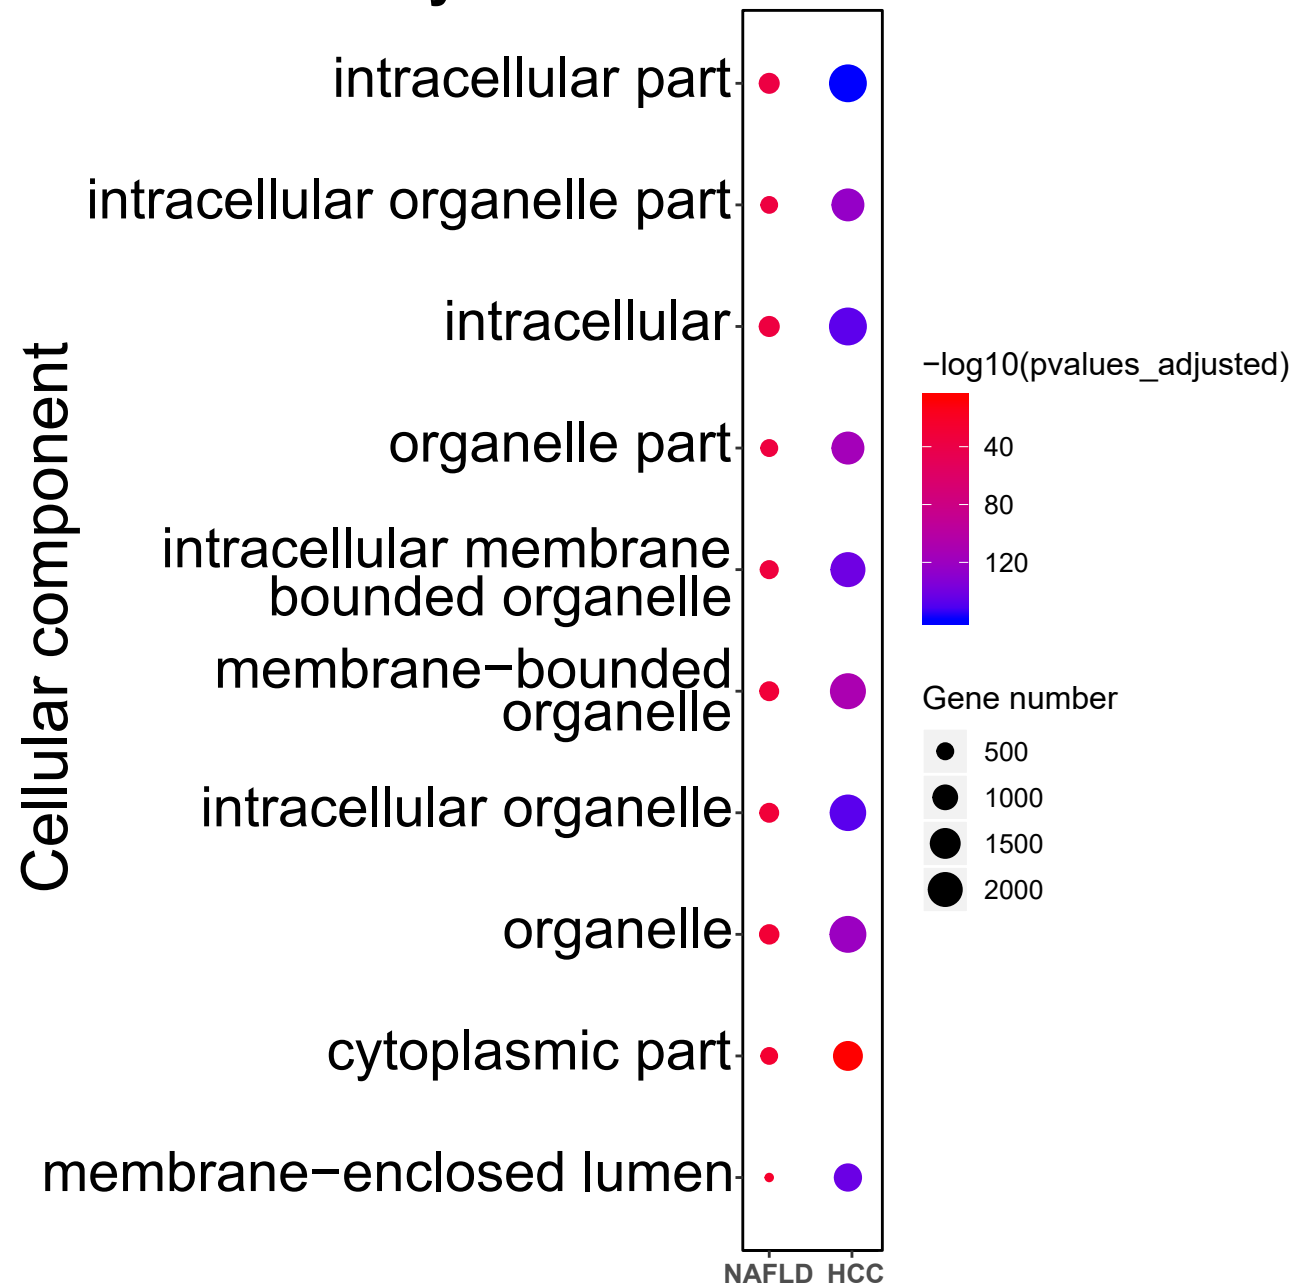 intracellular part
intracellular organelle part
intracellular
organelle part
intracellular membrane
bounded organelle
membrane−bounded
organelle
intracellular organelle
organelle
cytoplasmic part
membrane−enclosed lumen
Cellular component
NAFLD HCC
−log10(pvalues_adjusted)
40
80
120
Gene number
500
1000
1500
2000